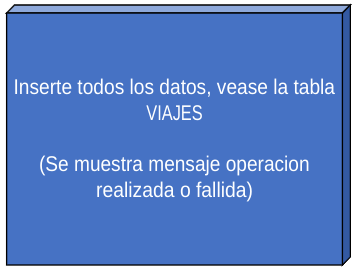 Inserte todos los datos, vease la tabla
VIAJES
(Se muestra mensaje operacion
realizada o fallida)